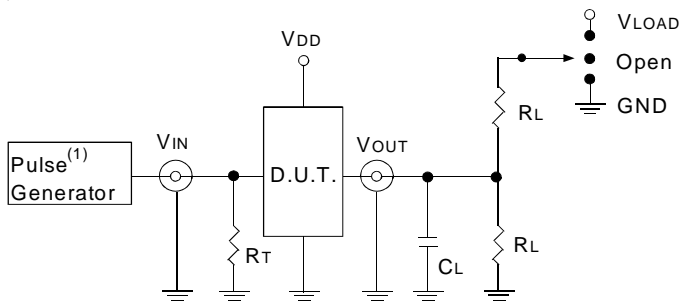 VLOAD
VDD
Open
RL
GND
VIN
VOUT
Pulse(1)
Generator
D.U.T.
RT
CL
RL